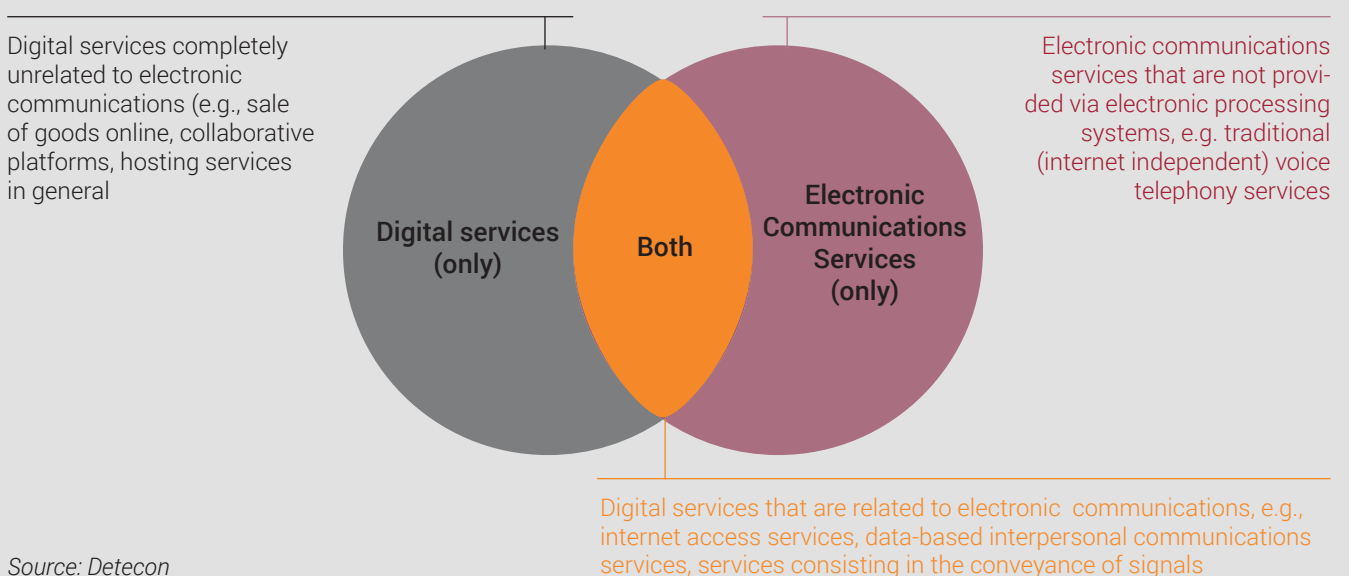 Digital services completely
unrelated to electronic
communications (e.g., sale
of goods online, collaborative
platforms, hosting services
in general
Electronic communications
services that are not provi-
ded via electronic processing
systems, e.g. traditional
(internet independent) voice
telephony services
Digital services
(only)
Both
Electronic
Communications
Services
(only)
Digital services that are related to electronic communications, e.g.,
internet access services, data-based interpersonal communications
services, services consisting in the conveyance of signals
Source: Detecon